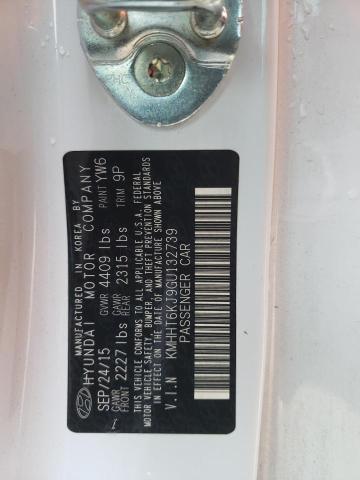 MANUFACTURED IN KOREA BY
HYUNDAI MOTOR COMPANY
SEP/24/15 GVWR 4409 lbs PAINT YW6
GAWR FRONT 2227 lbs GAWR REAR 2315 lbs TRIM 9P
THIS VEHICLE CONFORMS TO ALL APPLICABLE U.S. FEDERAL
MOTOR VEHICLE SAFETY, BUMPER, AND THEFT PREVENTION STANDARDS
IN EFFECT ON THE DATE OF MANUFACTURE SHOWN ABOVE
V.I.N KMHHT6KJ9GU132739
PASSENGER CAR